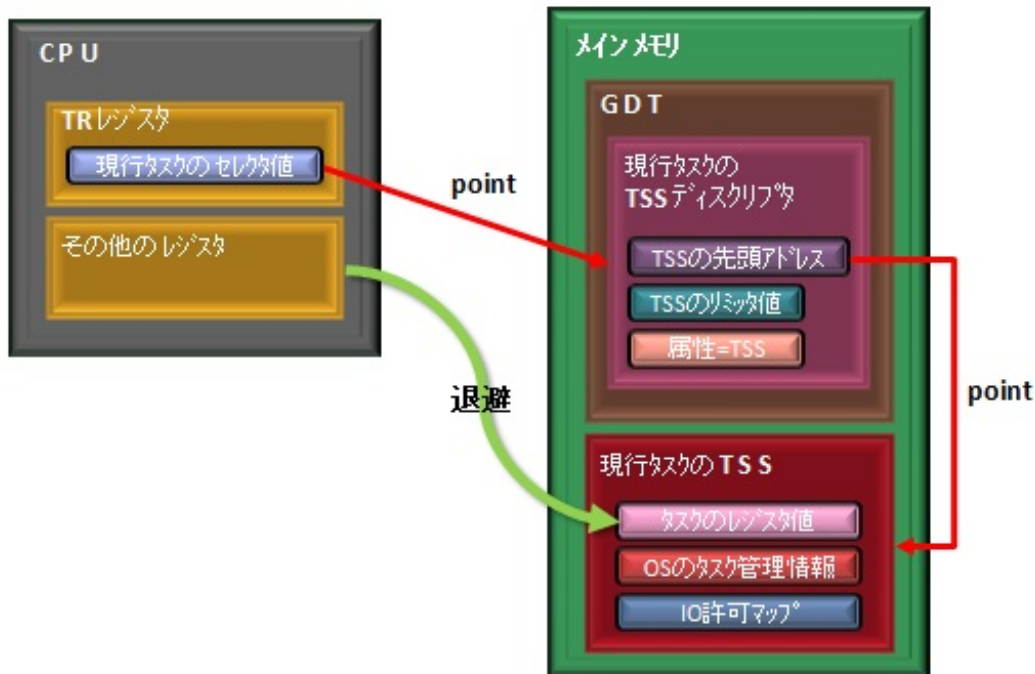 CPU
TRレジスタ
現行タスクのセレクタ値
その他のレジスタ
point
退避
メインメモリ
GDT
現行タスクの
TSSディスクリプタ
TSSの先頭アドレス
TSSのリミッタ値
属性=TSS
point
現行タスクのTSS
タスクのレジスタ値
OSのタスク管理情報
IO許可マップ